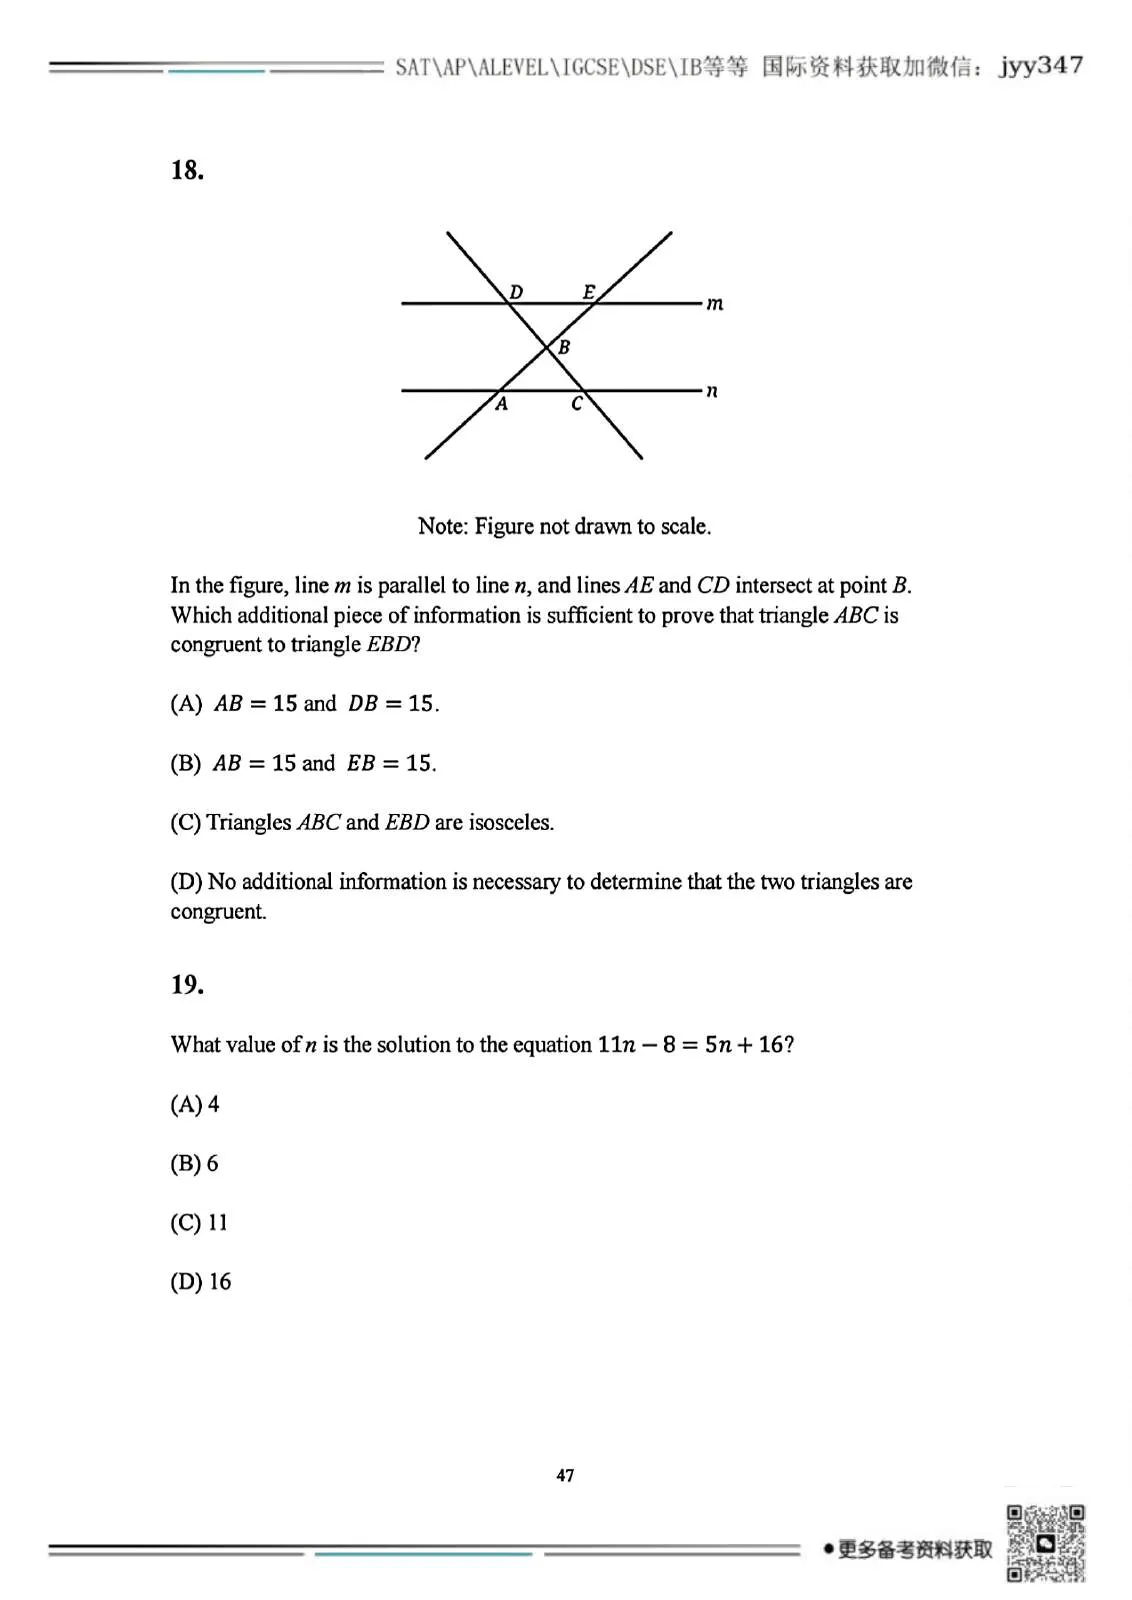 SAT\AP\ALEVEL\IGCSE\DSE\IB等等 国际资料获取加微信：jyy347
18.
D
E
m
B
n
A
C
Note: Figure not drawn to scale.
In the figure, line m is parallel to line n, and lines AE and CD intersect at point B.
Which additional piece of information is sufficient to prove that triangle ABC is
congruent to triangle EBD?
(A) AB = 15 and DB = 15.
(B) AB = 15 and EB = 15.
(C) Triangles ABC and EBD are isosceles.
(D) No additional information is necessary to determine that the two triangles are
congruent.
19.
What value of n is the solution to the equation 11n − 8 = 5n + 16?
(A) 4
(B) 6
(C) 11
(D) 16
47
●更多备考资料获取